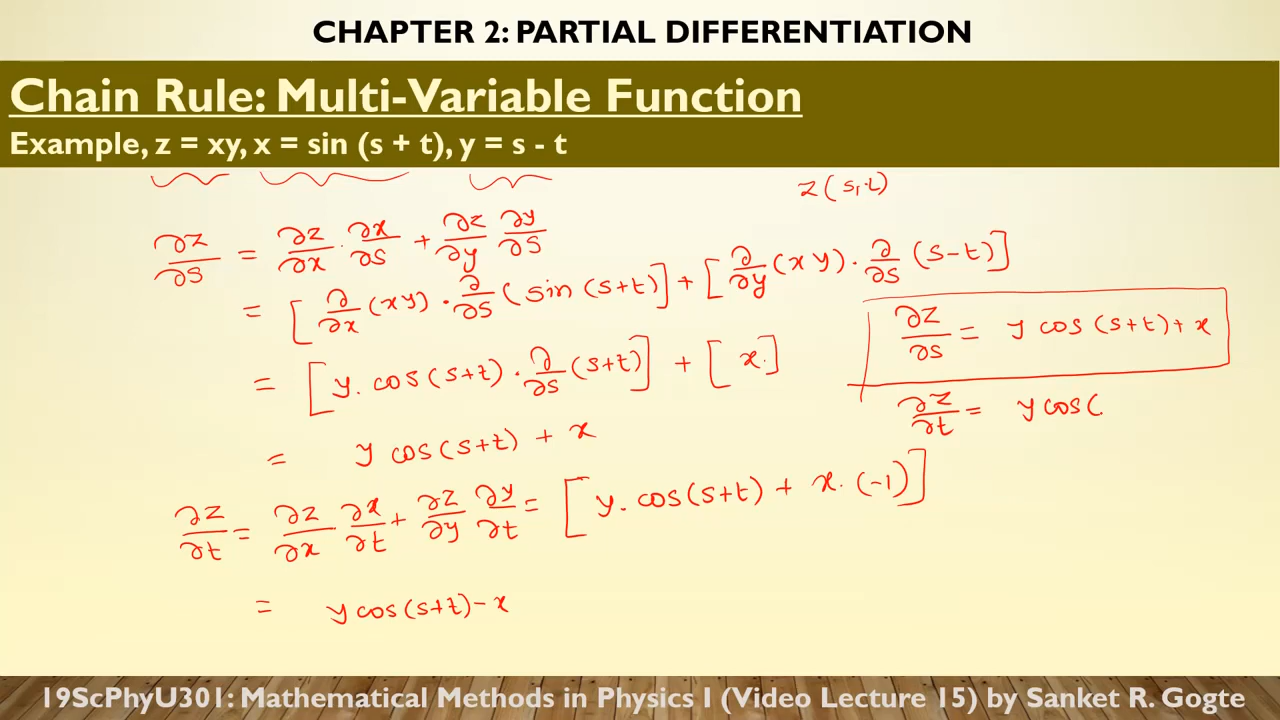 CHAPTER 2: PARTIAL DIFFERENTIATION
Chain Rule: Multi-Variable Function
Example, z = xy, x = sin (s + t), y = s - t
z(s,t)
∂z/∂s = ∂z/∂x · ∂x/∂s + ∂z/∂y ∂y/∂s
= [∂/∂x (xy) · ∂/∂s (sin (s+t)] + [∂/∂y (xy) · ∂/∂s (s-t)]
= [y. cos(s+t) · ∂/∂s (s+t)] + [x.]
= y cos(s+t) + x
∂z/∂t = ∂z/∂x · ∂x/∂t + ∂z/∂y ∂y/∂t = [y. cos(s+t) + x. (-1)]
= y cos(s+t) - x
∂z/∂s = y cos (s+t) + x
∂z/∂t = y cos(
19ScPhyU301: Mathematical Methods in Physics I (Video Lecture 15) by Sanket R. Gogte